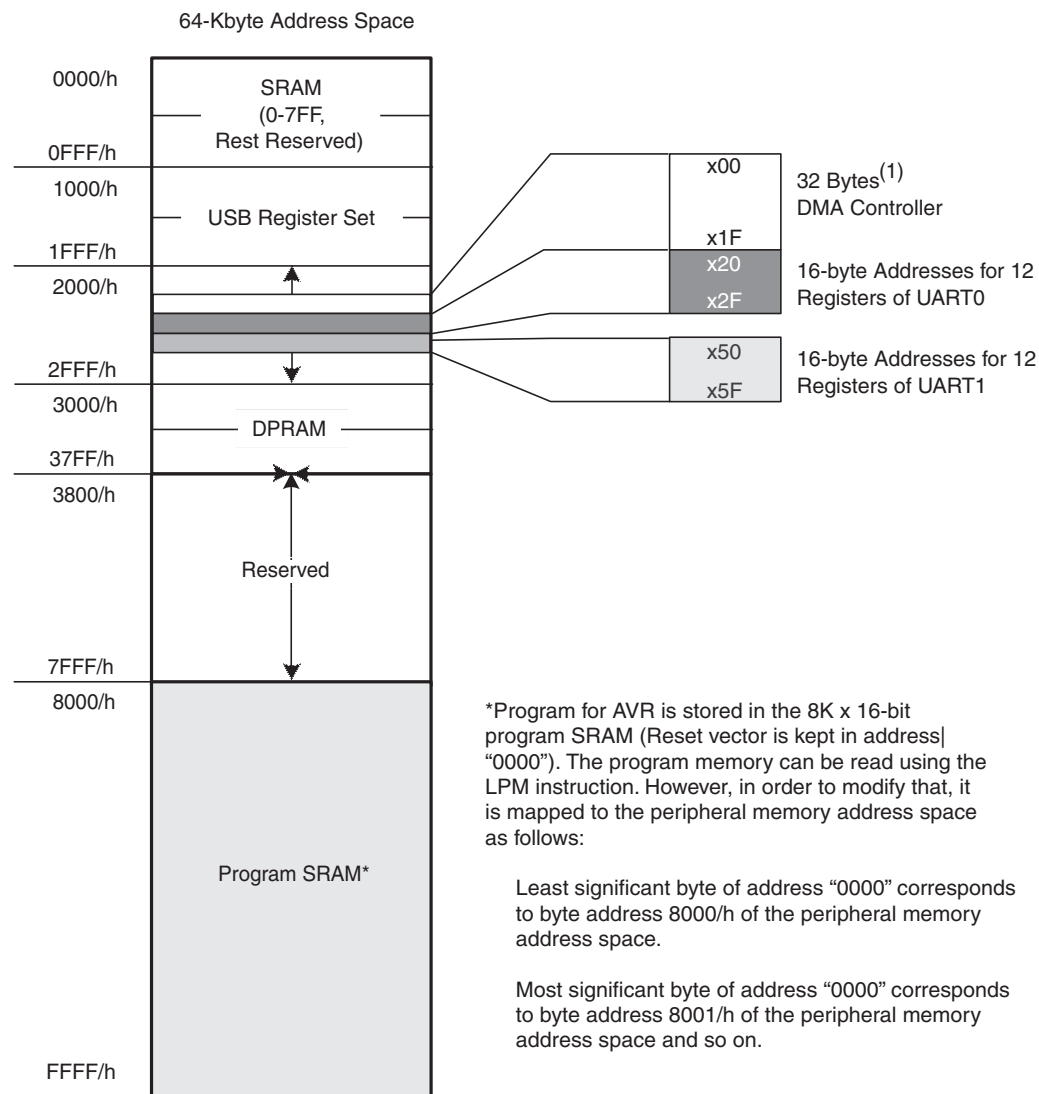 64-Kbyte Address Space
0000/h
SRAM
(0-7FF,
Rest Reserved)
0FFF/h
1000/h
USB Register Set
1FFF/h
2000/h
2FFF/h
3000/h
DPRAM
37FF/h
3800/h
Reserved
7FFF/h
8000/h
Program SRAM*
FFFF/h
x00
x1F
32 Bytes(1)
DMA Controller
x20
x2F
16-byte Addresses for 12
Registers of UART0
x50
x5F
16-byte Addresses for 12
Registers of UART1
*Program for AVR is stored in the 8K x 16-bit
program SRAM (Reset vector is kept in address|
“0000”). The program memory can be read using the
LPM instruction. However, in order to modify that, it
is mapped to the peripheral memory address space
as follows:
Least significant byte of address “0000” corresponds
to byte address 8000/h of the peripheral memory
address space.
Most significant byte of address “0000” corresponds
to byte address 8001/h of the peripheral memory
address space and so on.